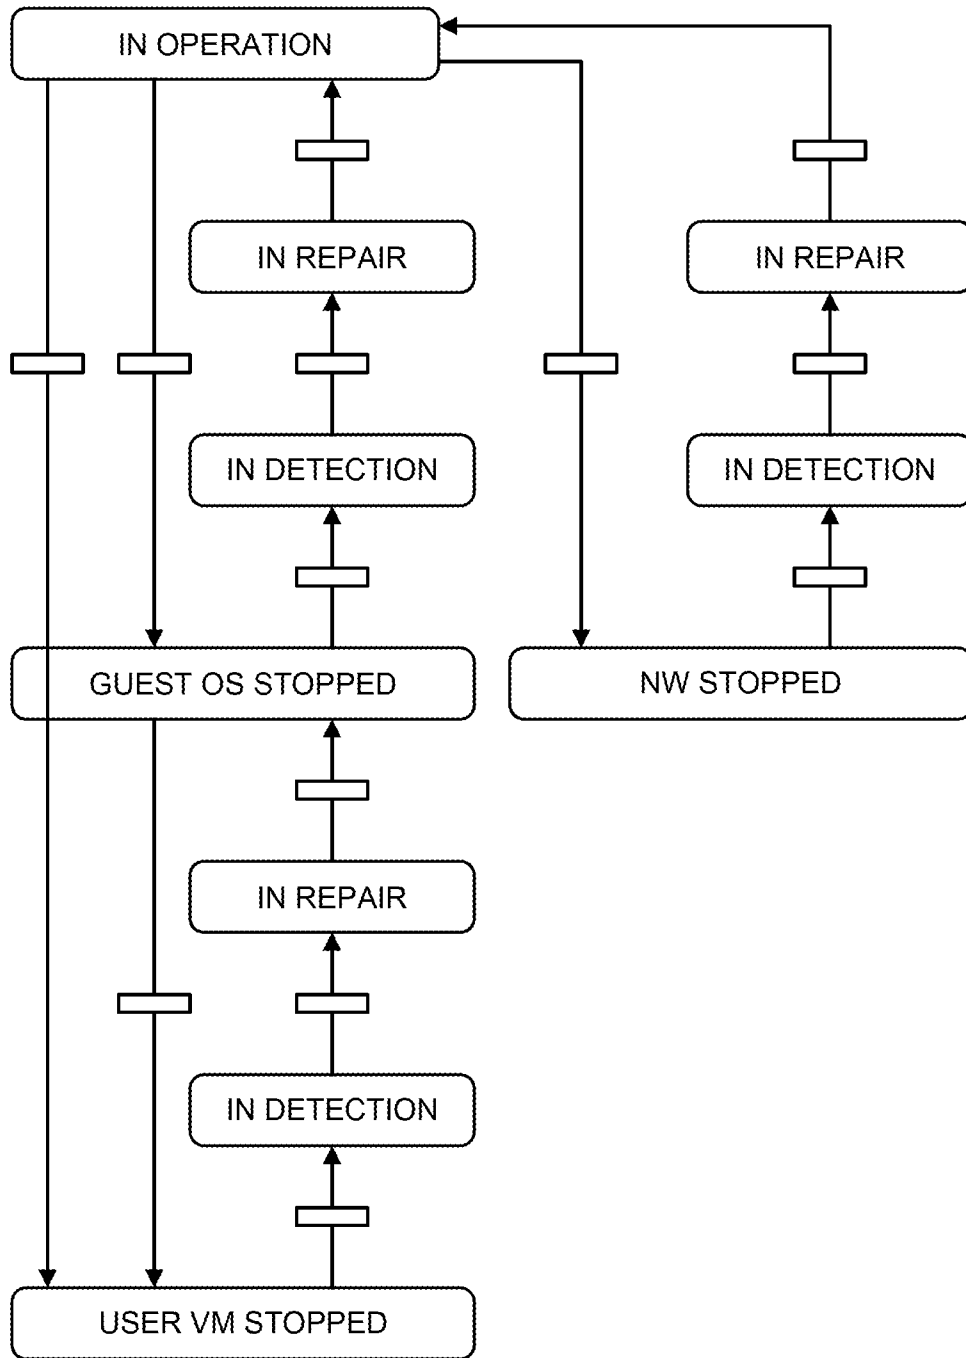 IN OPERATION
IN REPAIR
IN REPAIR
IN DETECTION
IN DETECTION
GUEST OS STOPPED
NW STOPPED
IN REPAIR
IN DETECTION
USER VM STOPPED